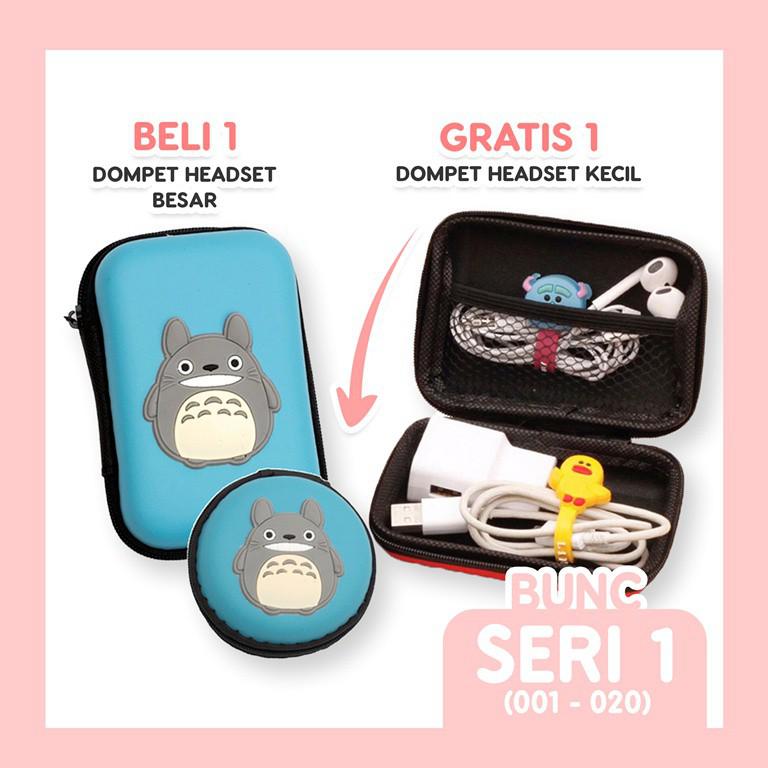 BELI 1
DOMPET HEADSET
BESAR
GRATIS 1
DOMPET HEADSET KECIL
BUNC
SERI 1
(001 - 020)